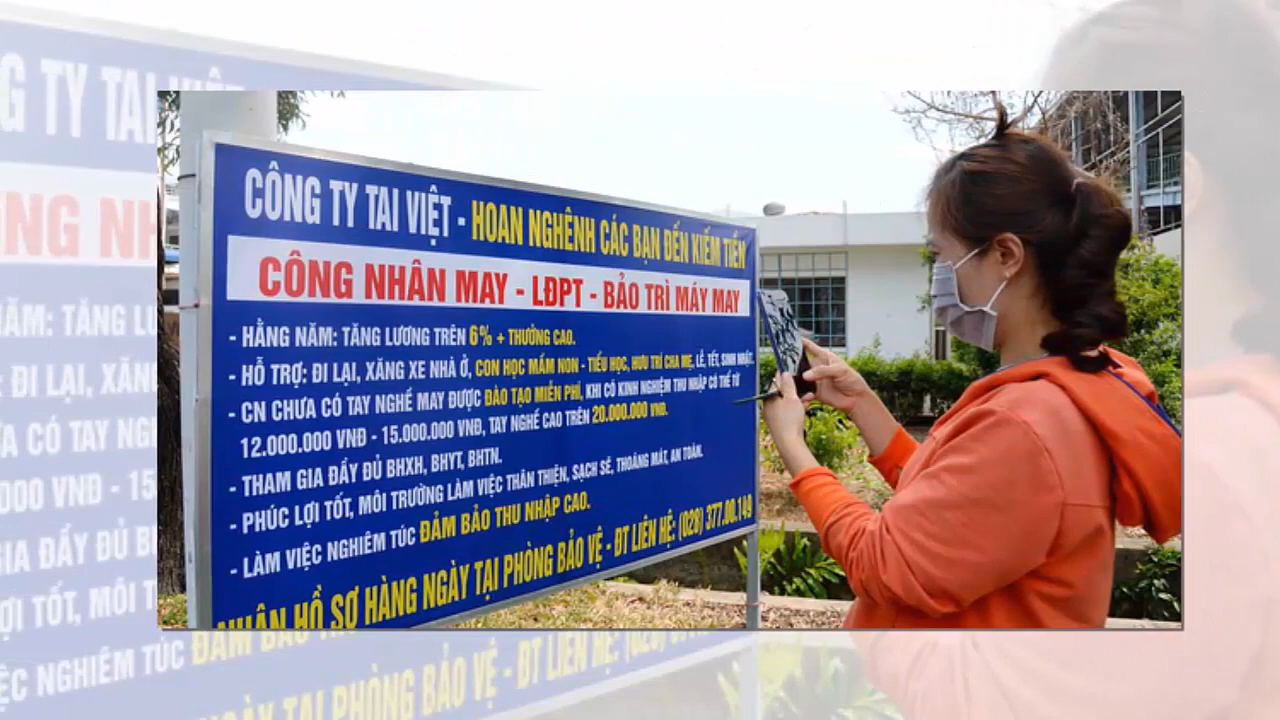 CÔNG TY TAI VIỆT - HOAN NGHÊNH CÁC BẠN ĐẾN KIẾM TIỀN
CÔNG NHÂN MAY - LĐPT - BẢO TRÌ MÁY MAY
- HẰNG NĂM: TĂNG LƯƠNG TRÊN 6% + THƯỞNG CAO.
- HỖ TRỢ: ĐI LẠI, XĂNG XE NHÀ Ở, CON HỌC MẦM NON - TIỂU HỌC, HƯU TRÍ CHA MẸ, LỄ, TẾT, SINH NHẬT.
- CN CHƯA CÓ TAY NGHỀ MAY ĐƯỢC ĐÀO TẠO MIỄN PHÍ, KHI CÓ KINH NGHIỆM THU NHẬP CÓ THỂ TỪ
12.000.000 VNĐ - 15.000.000 VNĐ, TAY NGHỀ CAO TRÊN 20.000.000 VNĐ.
- THAM GIA ĐẦY ĐỦ BHXH, BHYT, BHTN.
- PHÚC LỢI TỐT, MÔI TRƯỜNG LÀM VIỆC THÂN THIỆN, SẠCH SẼ, THOÁNG MÁT, AN TOÀN.
- LÀM VIỆC NGHIÊM TÚC ĐẢM BẢO THU NHẬP CAO.
NHẬN HỒ SƠ HÀNG NGÀY TẠI PHÒNG BẢO VỆ - ĐT LIÊN HỆ: (028) 377.00.149